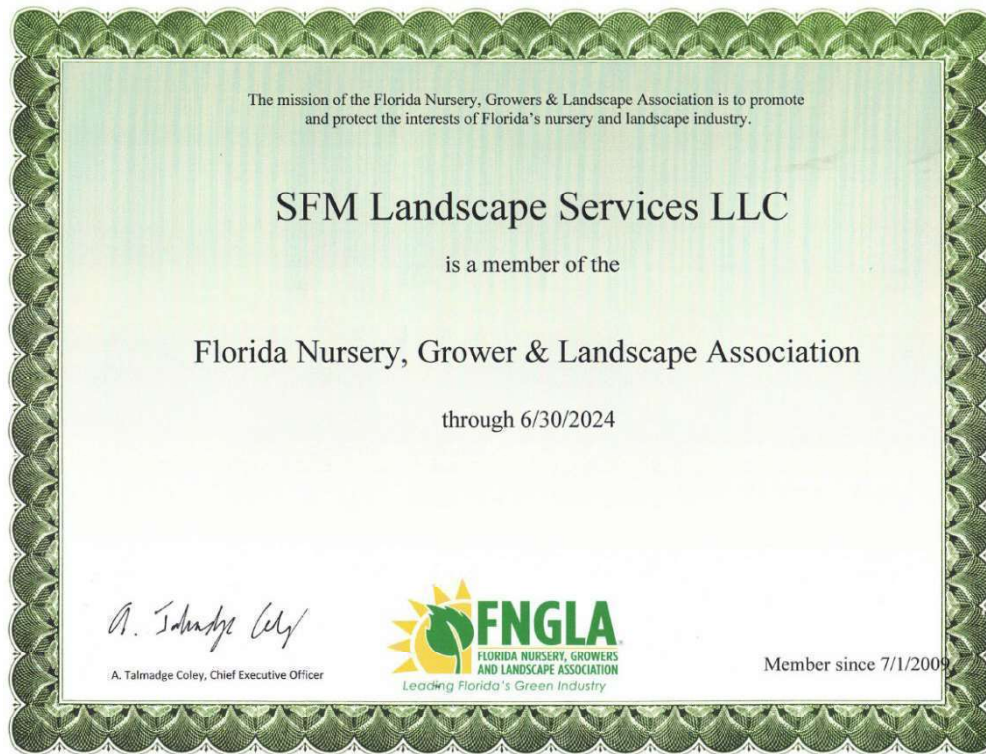 The mission of the Florida Nursery, Growers & Landscape Association is to promote
and protect the interests of Florida's nursery and landscape industry.
SFM Landscape Services LLC
is a member of the
Florida Nursery, Grower & Landscape Association
through 6/30/2024
A. Talmadge Coley
A. Talmadge Coley, Chief Executive Officer
FNGLA
FLORIDA NURSERY, GROWERS
AND LANDSCAPE ASSOCIATION
Leading Florida's Green Industry
Member since 7/1/2009